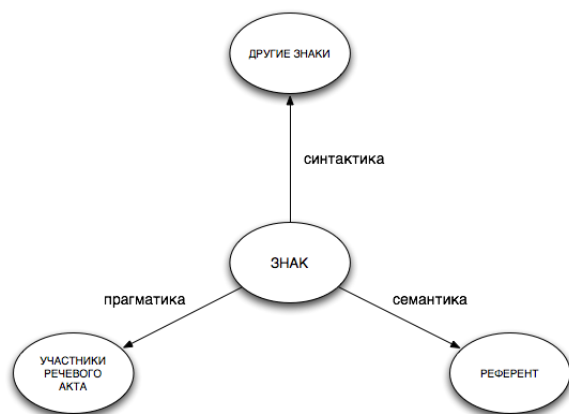 ДРУГИЕ ЗНАКИ
синтактика
ЗНАК
прагматика
семантика
УЧАСТНИКИ
РЕЧЕВОГО
АКТА
РЕФЕРЕНТ